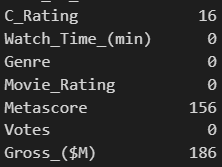 C_Rating 16
Watch_Time_(min) 0
Genre 0
Movie_Rating 0
Metascore 156
Votes 0
Gross_($M) 186